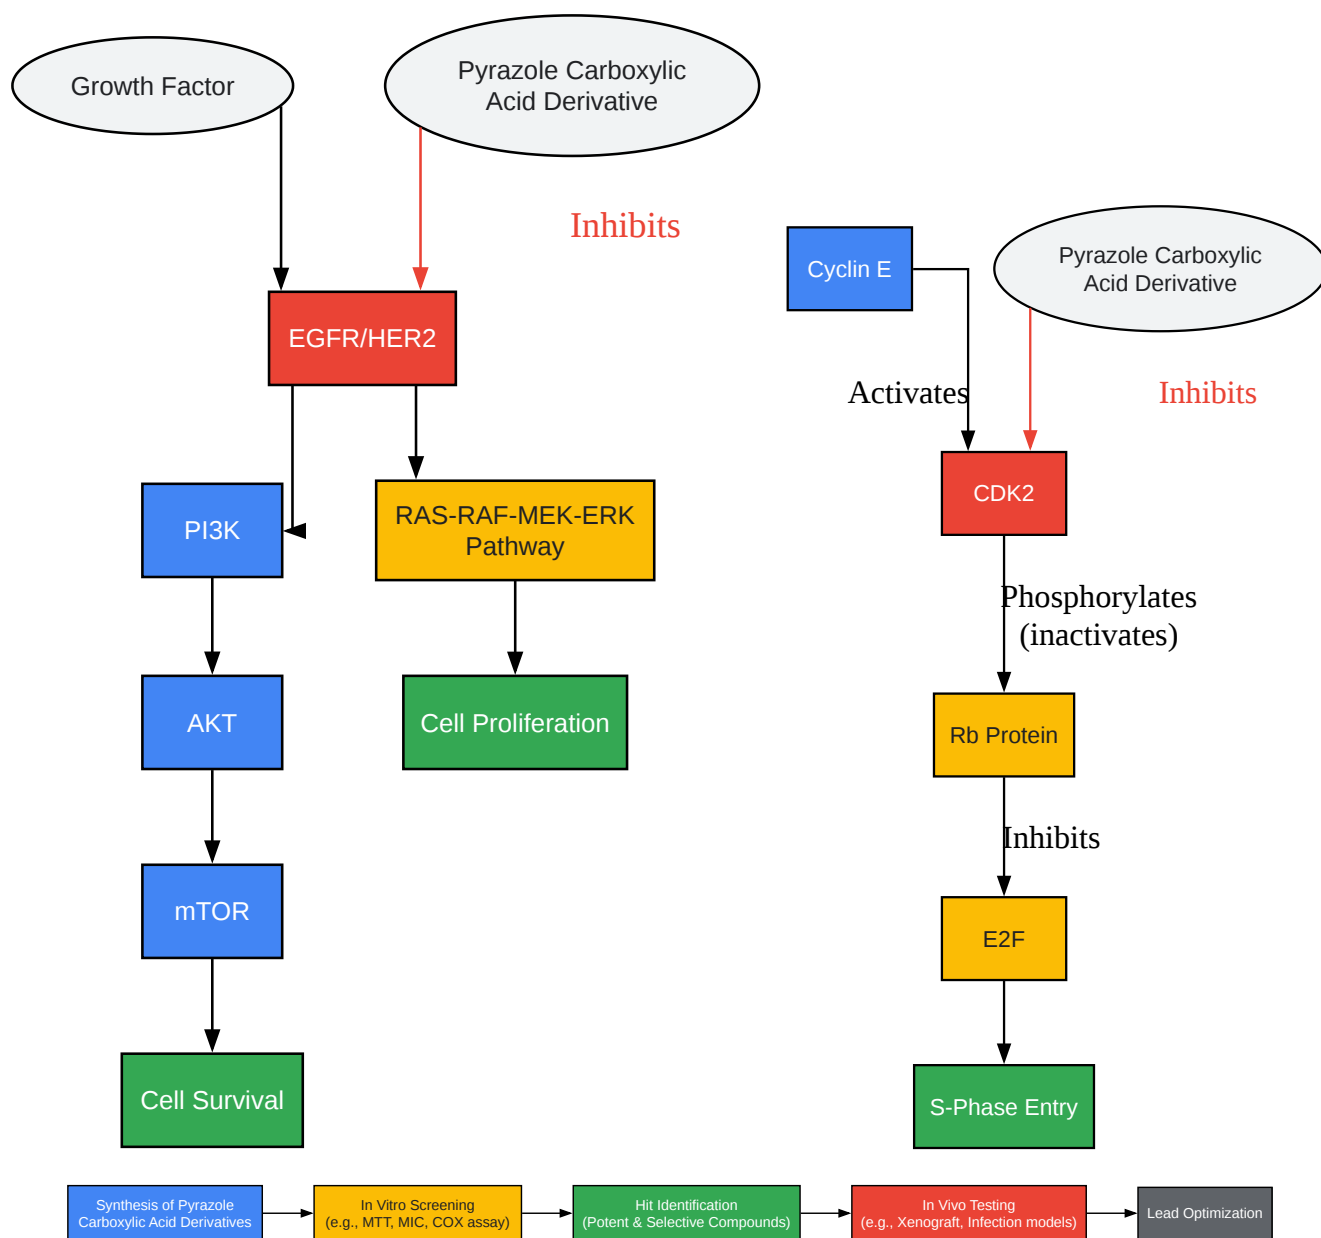 Growth Factor
Pyrazole Carboxylic
Acid Derivative
Inhibits
EGFR/HER2
PI3K
RAS-RAF-MEK-ERK
Pathway
AKT
Cell Proliferation
mTOR
Cell Survival
Cyclin E
Pyrazole Carboxylic
Acid Derivative
Activates
Inhibits
CDK2
Phosphorylates
(inactivates)
Rb Protein
Inhibits
E2F
S-Phase Entry
Synthesis of Pyrazole
Carboxylic Acid Derivatives
In Vitro Screening
(e.g., MTT, MIC, COX assay)
Hit Identification
(Potent & Selective Compounds)
In Vivo Testing
(e.g., Xenograft, Infection models)
Lead Optimization